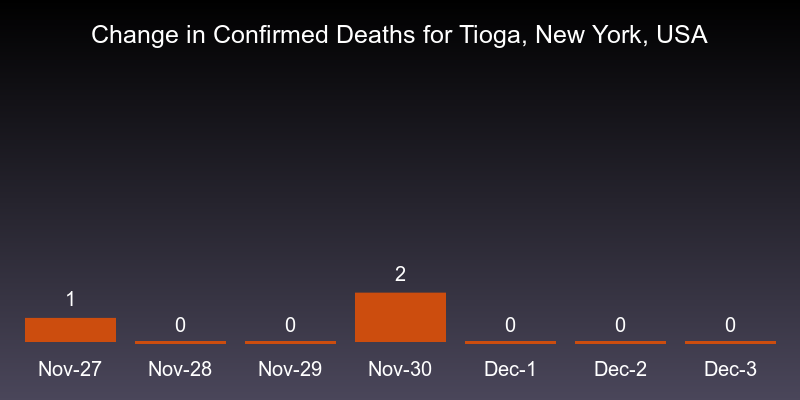 Change in Confirmed Deaths for Tioga, New York, USA
2
1
0 0 0 0 0
Nov-27 Nov-28 Nov-29 Nov-30 Dec-1 Dec-2 Dec-3